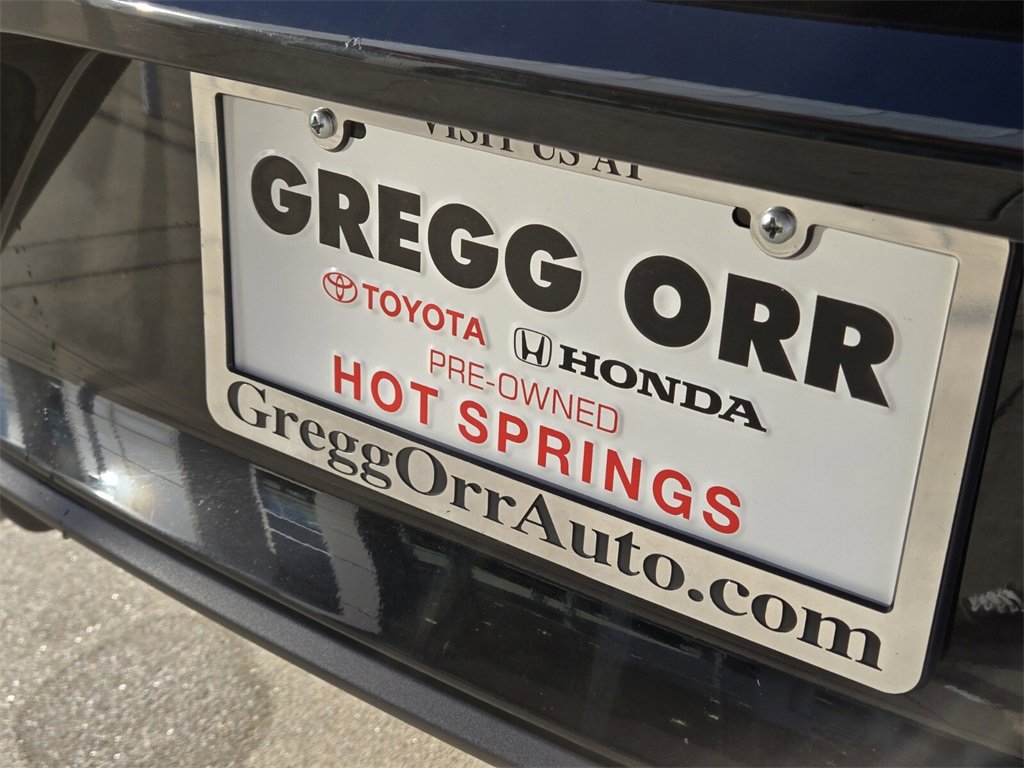 VISIT US AT
GREGG ORR
TOYOTA HONDA
PRE-OWNED
HOT SPRINGS
GreggOrrAuto.com